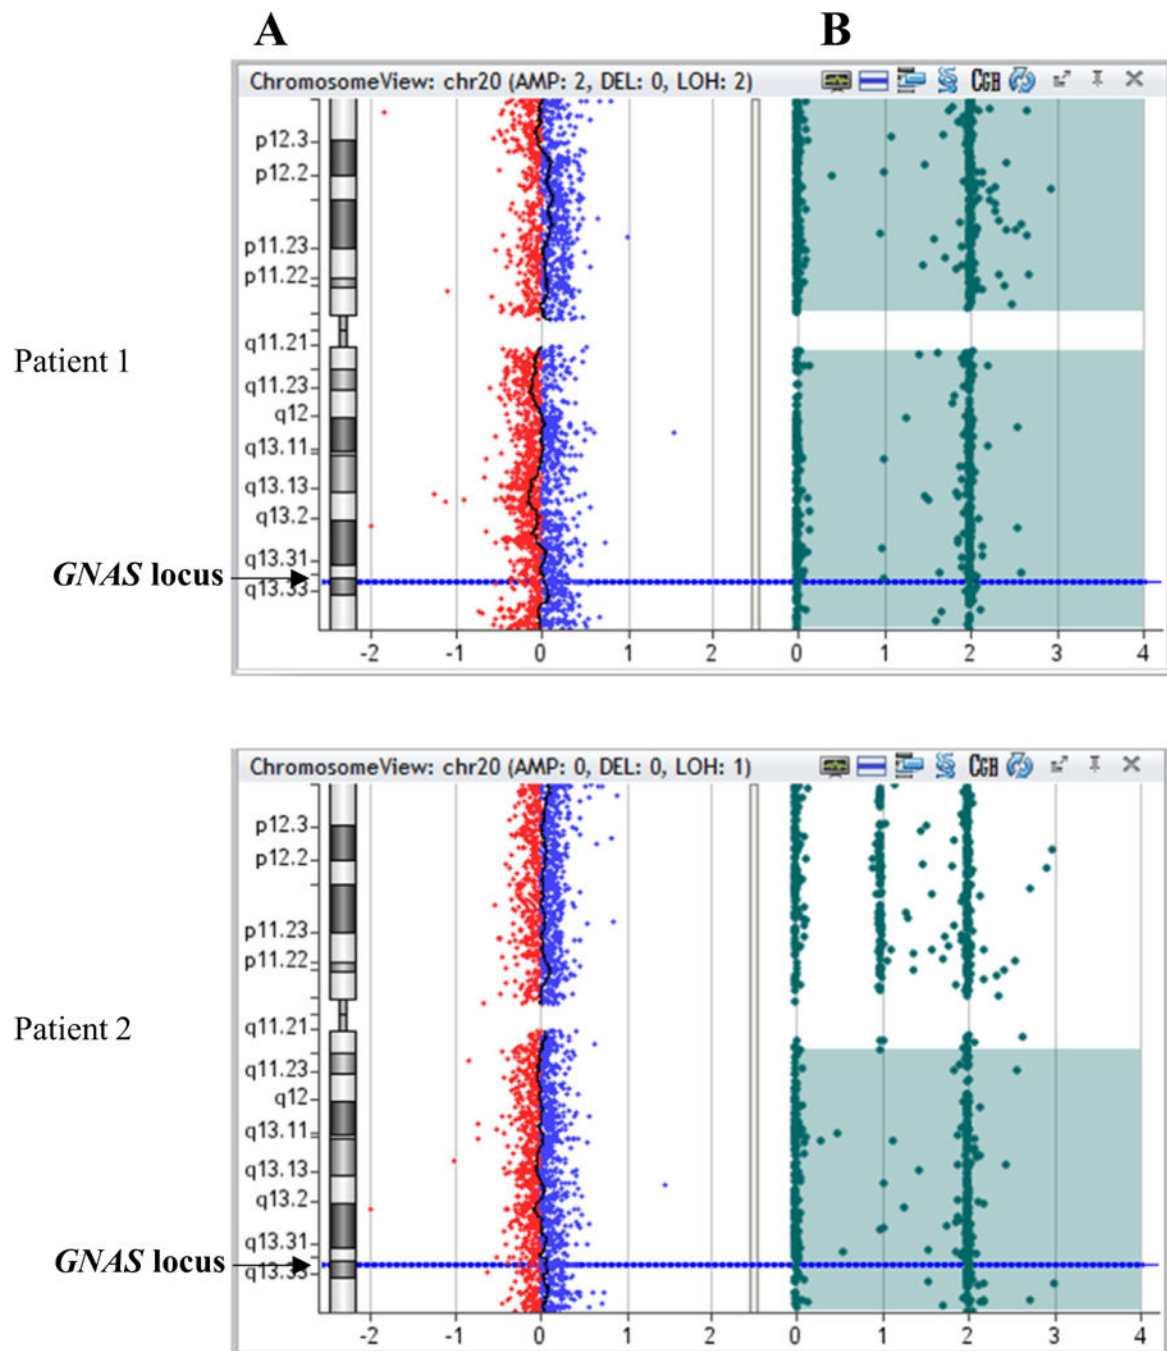 A
B
ChromosomeView: chr20 (AMP: 2, DEL: 0, LOH: 2)
CGH
p12.3
p12.2
p11.23
p11.22
q11.21
Patient 1
q11.23
q12
q13.11
q13.13
q13.2
q13.31
GNAS locus
q13.33
-2 -1 0 1 2 0 1 2 3 4
ChromosomeView: chr20 (AMP: 0, DEL: 0, LOH: 1)
CGH
p12.3
p12.2
p11.23
p11.22
Patient 2
q11.21
q11.23
q12
q13.11
q13.13
q13.2
q13.31
GNAS locus
q13.33
-2 -1 0 1 2 0 1 2 3 4